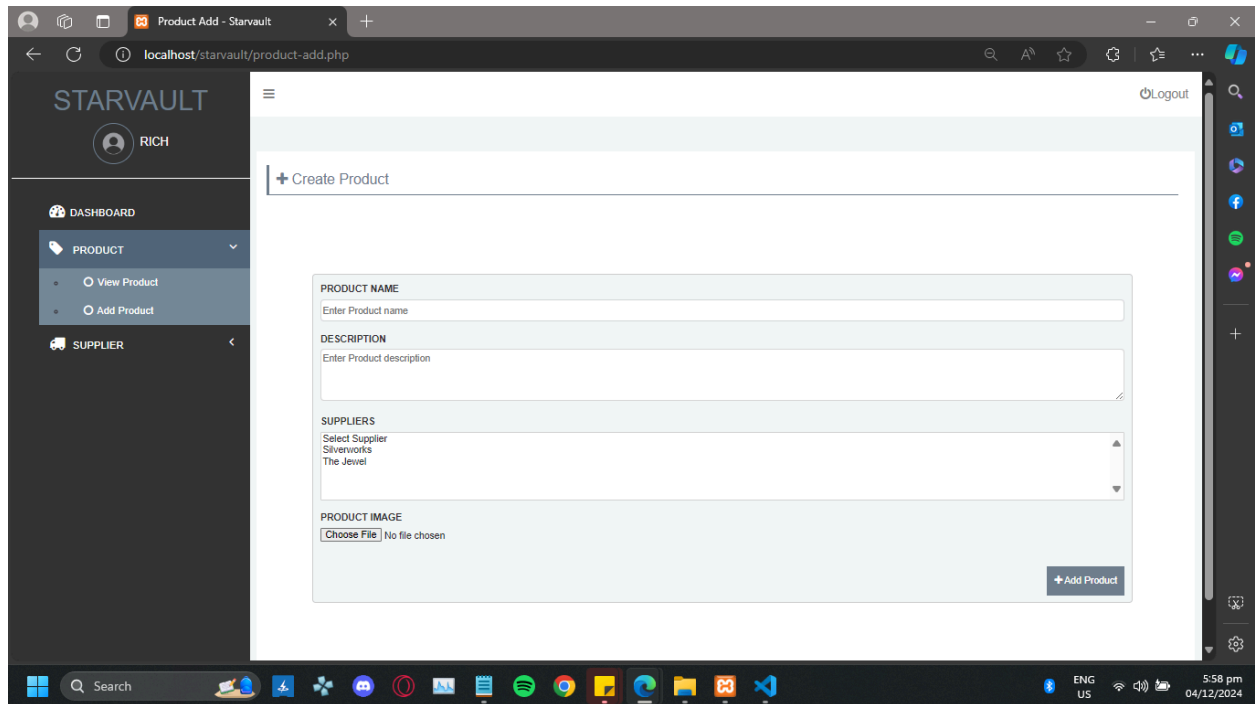 Product Add - Starvault
localhost/starvault/product-add.php
STARVAULT
RICH
DASHBOARD
PRODUCT
View Product
Add Product
SUPPLIER
Logout
Create Product
PRODUCT NAME
Enter Product name
DESCRIPTION
Enter Product description
SUPPLIERS
Select Supplier
Silverworks
The Jewel
PRODUCT IMAGE
Choose File No file chosen
Add Product
Search
ENG
US
5:58 pm
04/12/2024